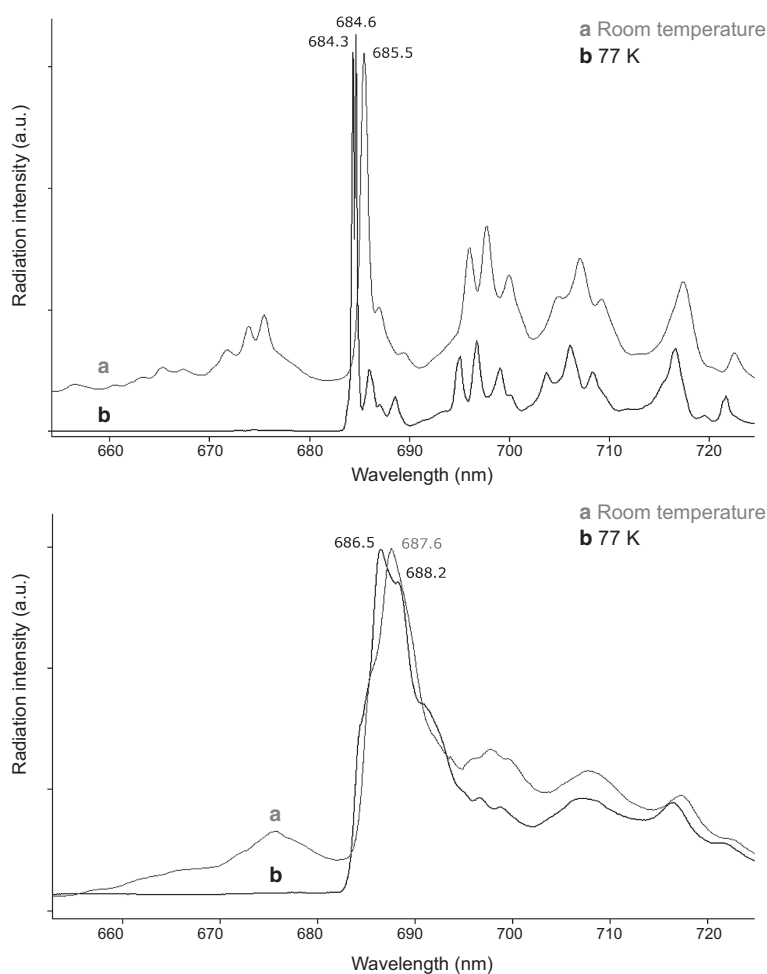 684.6
684.3
685.5
a Room temperature
b 77 K
Radiation intensity (a.u.)
a
b
660 670 680 690 700 710 720
Wavelength (nm)
a Room temperature
b 77 K
686.5 687.6
688.2
Radiation intensity (a.u.)
a
b
660 670 680 690 700 710 720
Wavelength (nm)